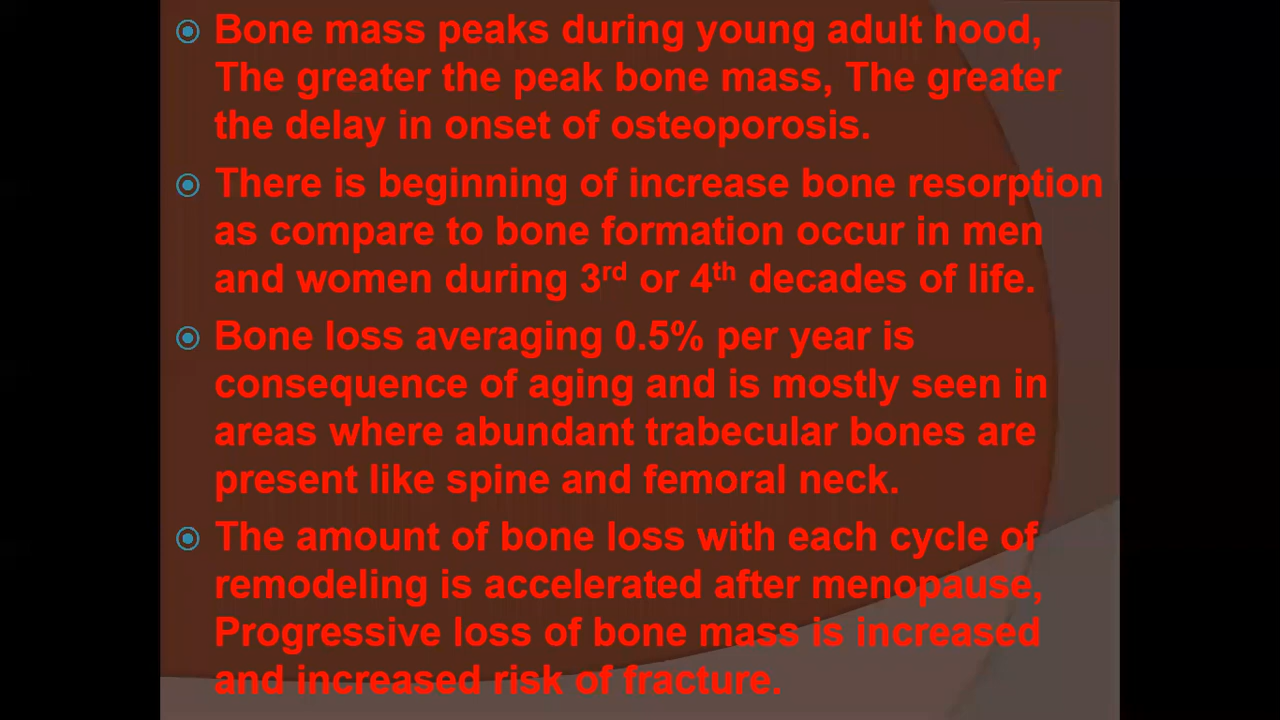 Bone mass peaks during young adult hood,
The greater the peak bone mass, The greater
the delay in onset of osteoporosis.
There is beginning of increase bone resorption
as compare to bone formation occur in men
and women during 3rd or 4th decades of life.
Bone loss averaging 0.5% per year is
consequence of aging and is mostly seen in
areas where abundant trabecular bones are
present like spine and femoral neck.
The amount of bone loss with each cycle of
remodeling is accelerated after menopause,
Progressive loss of bone mass is increased
and increased risk of fracture.